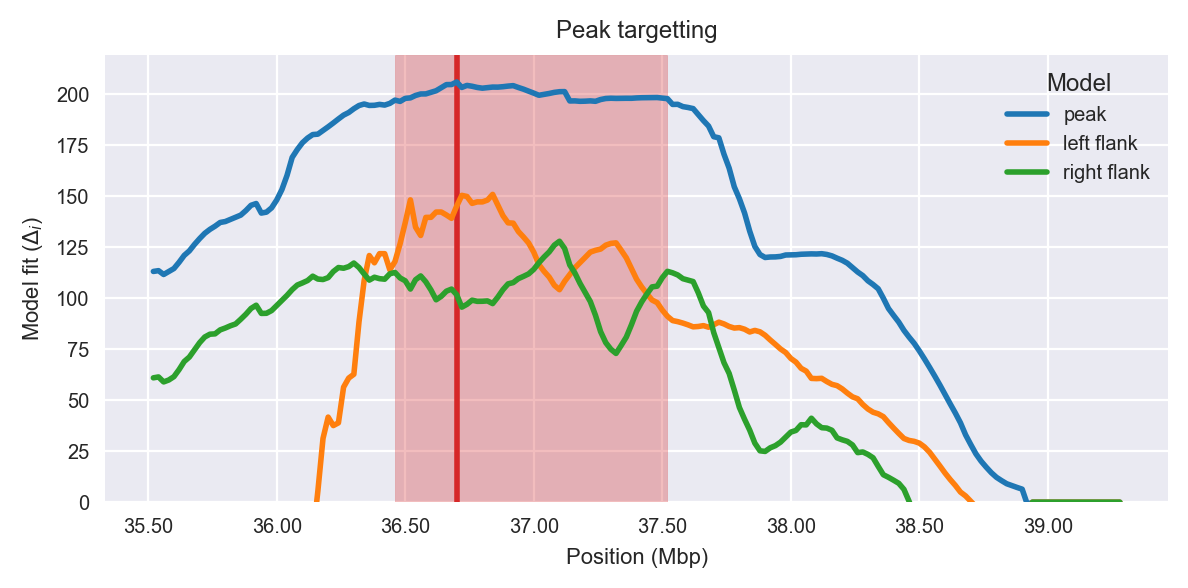 Peak targetting
Model fit (Δi)
200
175
150
125
100
75
50
25
0
Model
peak
left flank
right flank
35.50 36.00 36.50 37.00 37.50 38.00 38.50 39.00
Position (Mbp)